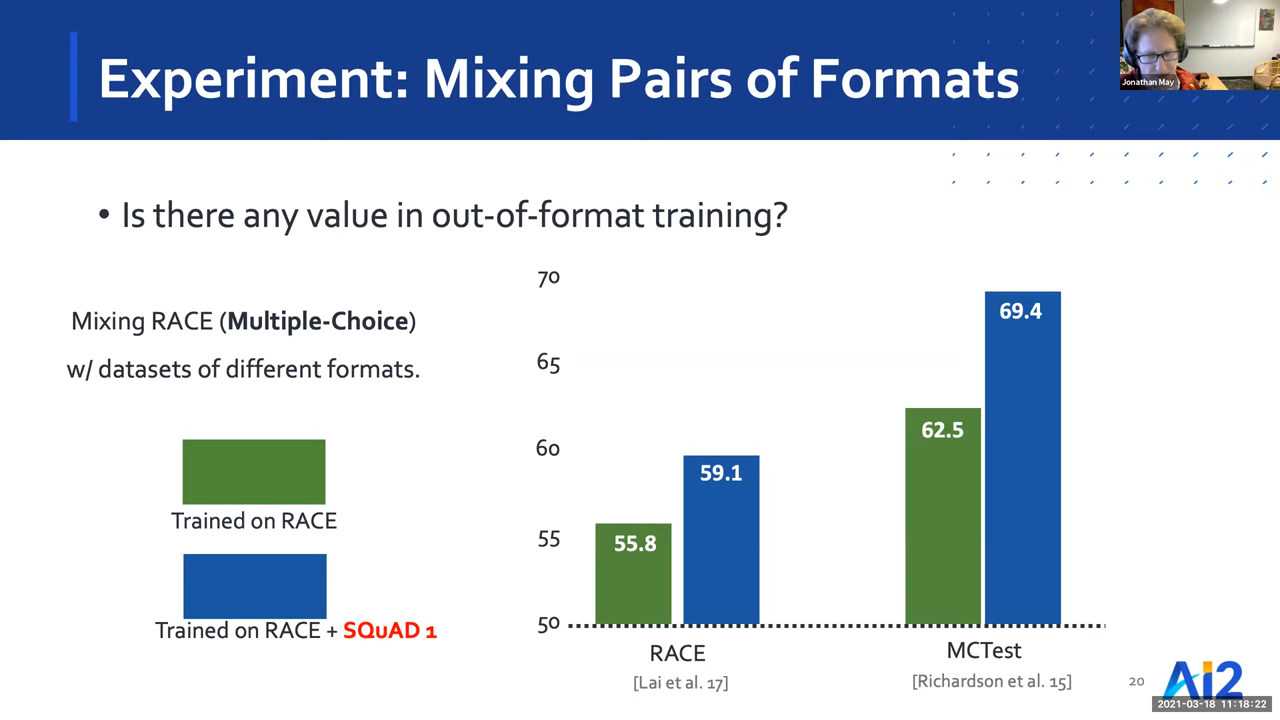 Experiment: Mixing Pairs of Formats
Jonathan May
• Is there any value in out-of-format training?
Mixing RACE (Multiple-Choice)
w/ datasets of different formats.
Trained on RACE
Trained on RACE + SQuAD 1
70
65
60
55
50
55.8
59.1
62.5
69.4
RACE
[Lai et al. 17]
MCTest
[Richardson et al. 15]
20
AI2
2021-03-18 11:18:22